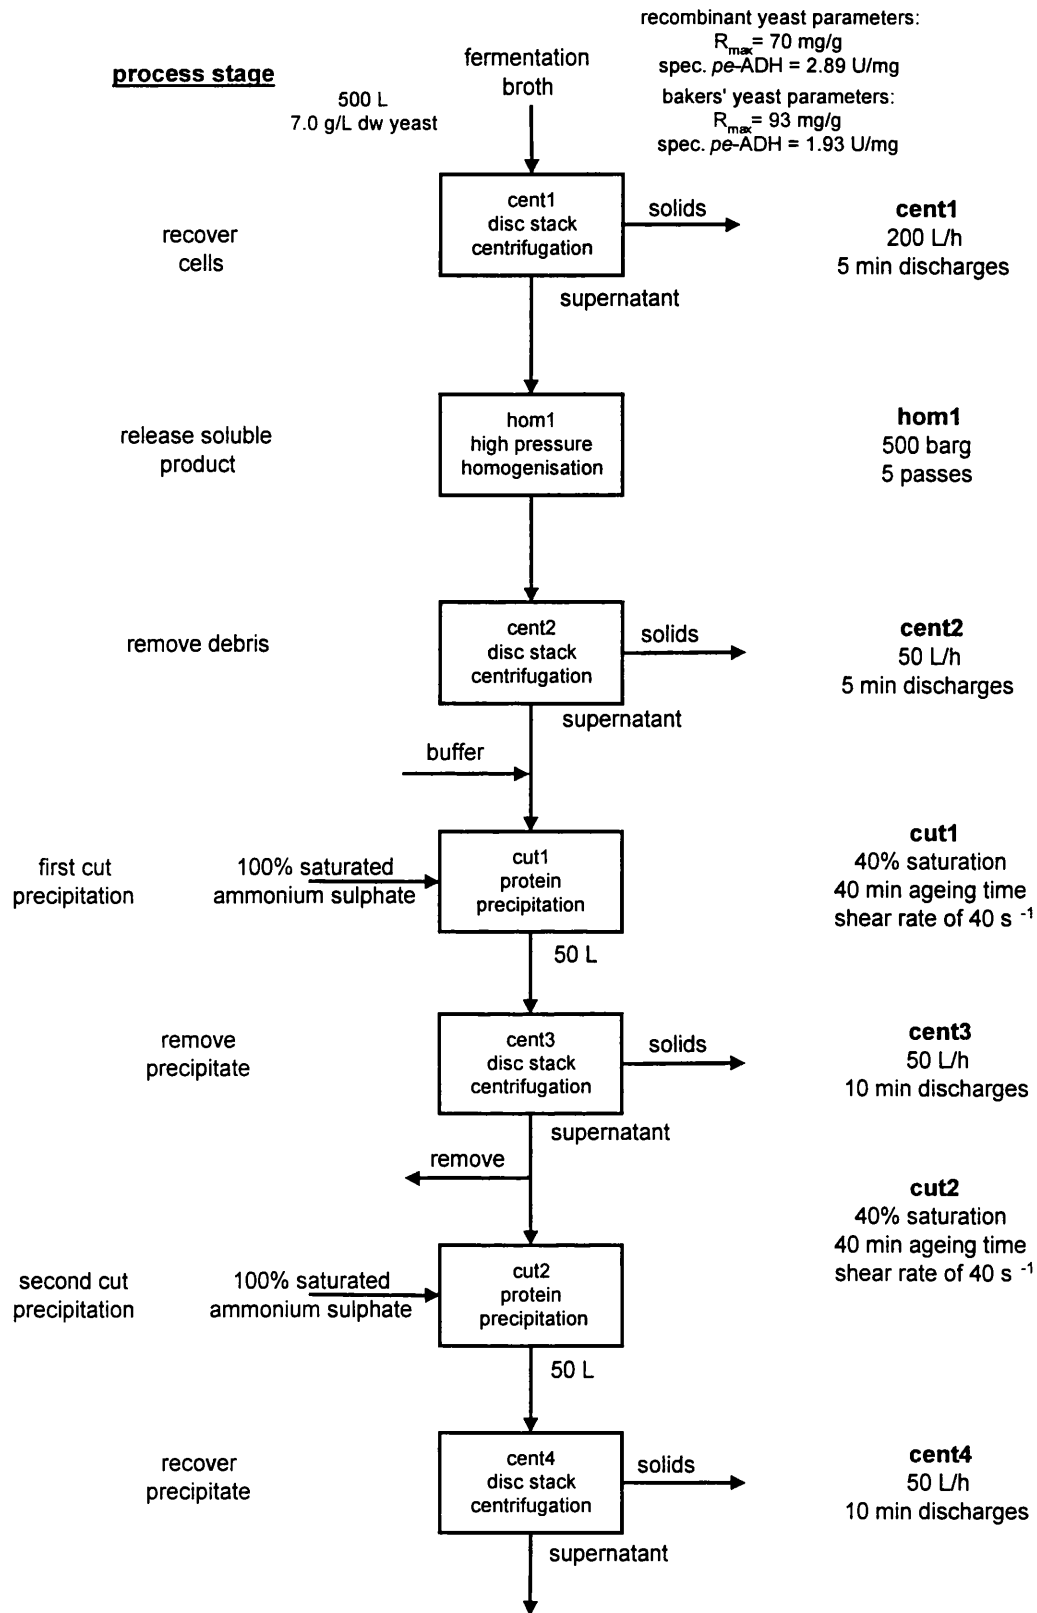 recombinant yeast parameters:
Rmax= 70 mg/g
spec. pe-ADH = 2.89 U/mg
bakers' yeast parameters:
Rmax= 93 mg/g
spec. pe-ADH = 1.93 U/mg
process stage
fermentation
broth
500 L
7.0 g/L dw yeast
recover
cells
cent1
disc stack
centrifugation
solids
supernatant
cent1
200 L/h
5 min discharges
release soluble
product
hom1
high pressure
homogenisation
hom1
500 barg
5 passes
remove debris
cent2
disc stack
centrifugation
solids
supernatant
cent2
50 L/h
5 min discharges
buffer
first cut
precipitation
100% saturated
ammonium sulphate
cut1
protein
precipitation
50 L
cut1
40% saturation
40 min ageing time
shear rate of 40 s -1
remove
precipitate
cent3
disc stack
centrifugation
solids
supernatant
cent3
50 L/h
10 min discharges
remove
cut2
40% saturation
40 min ageing time
shear rate of 40 s -1
second cut
precipitation
100% saturated
ammonium sulphate
cut2
protein
precipitation
50 L
recover
precipitate
cent4
disc stack
centrifugation
solids
supernatant
cent4
50 L/h
10 min discharges